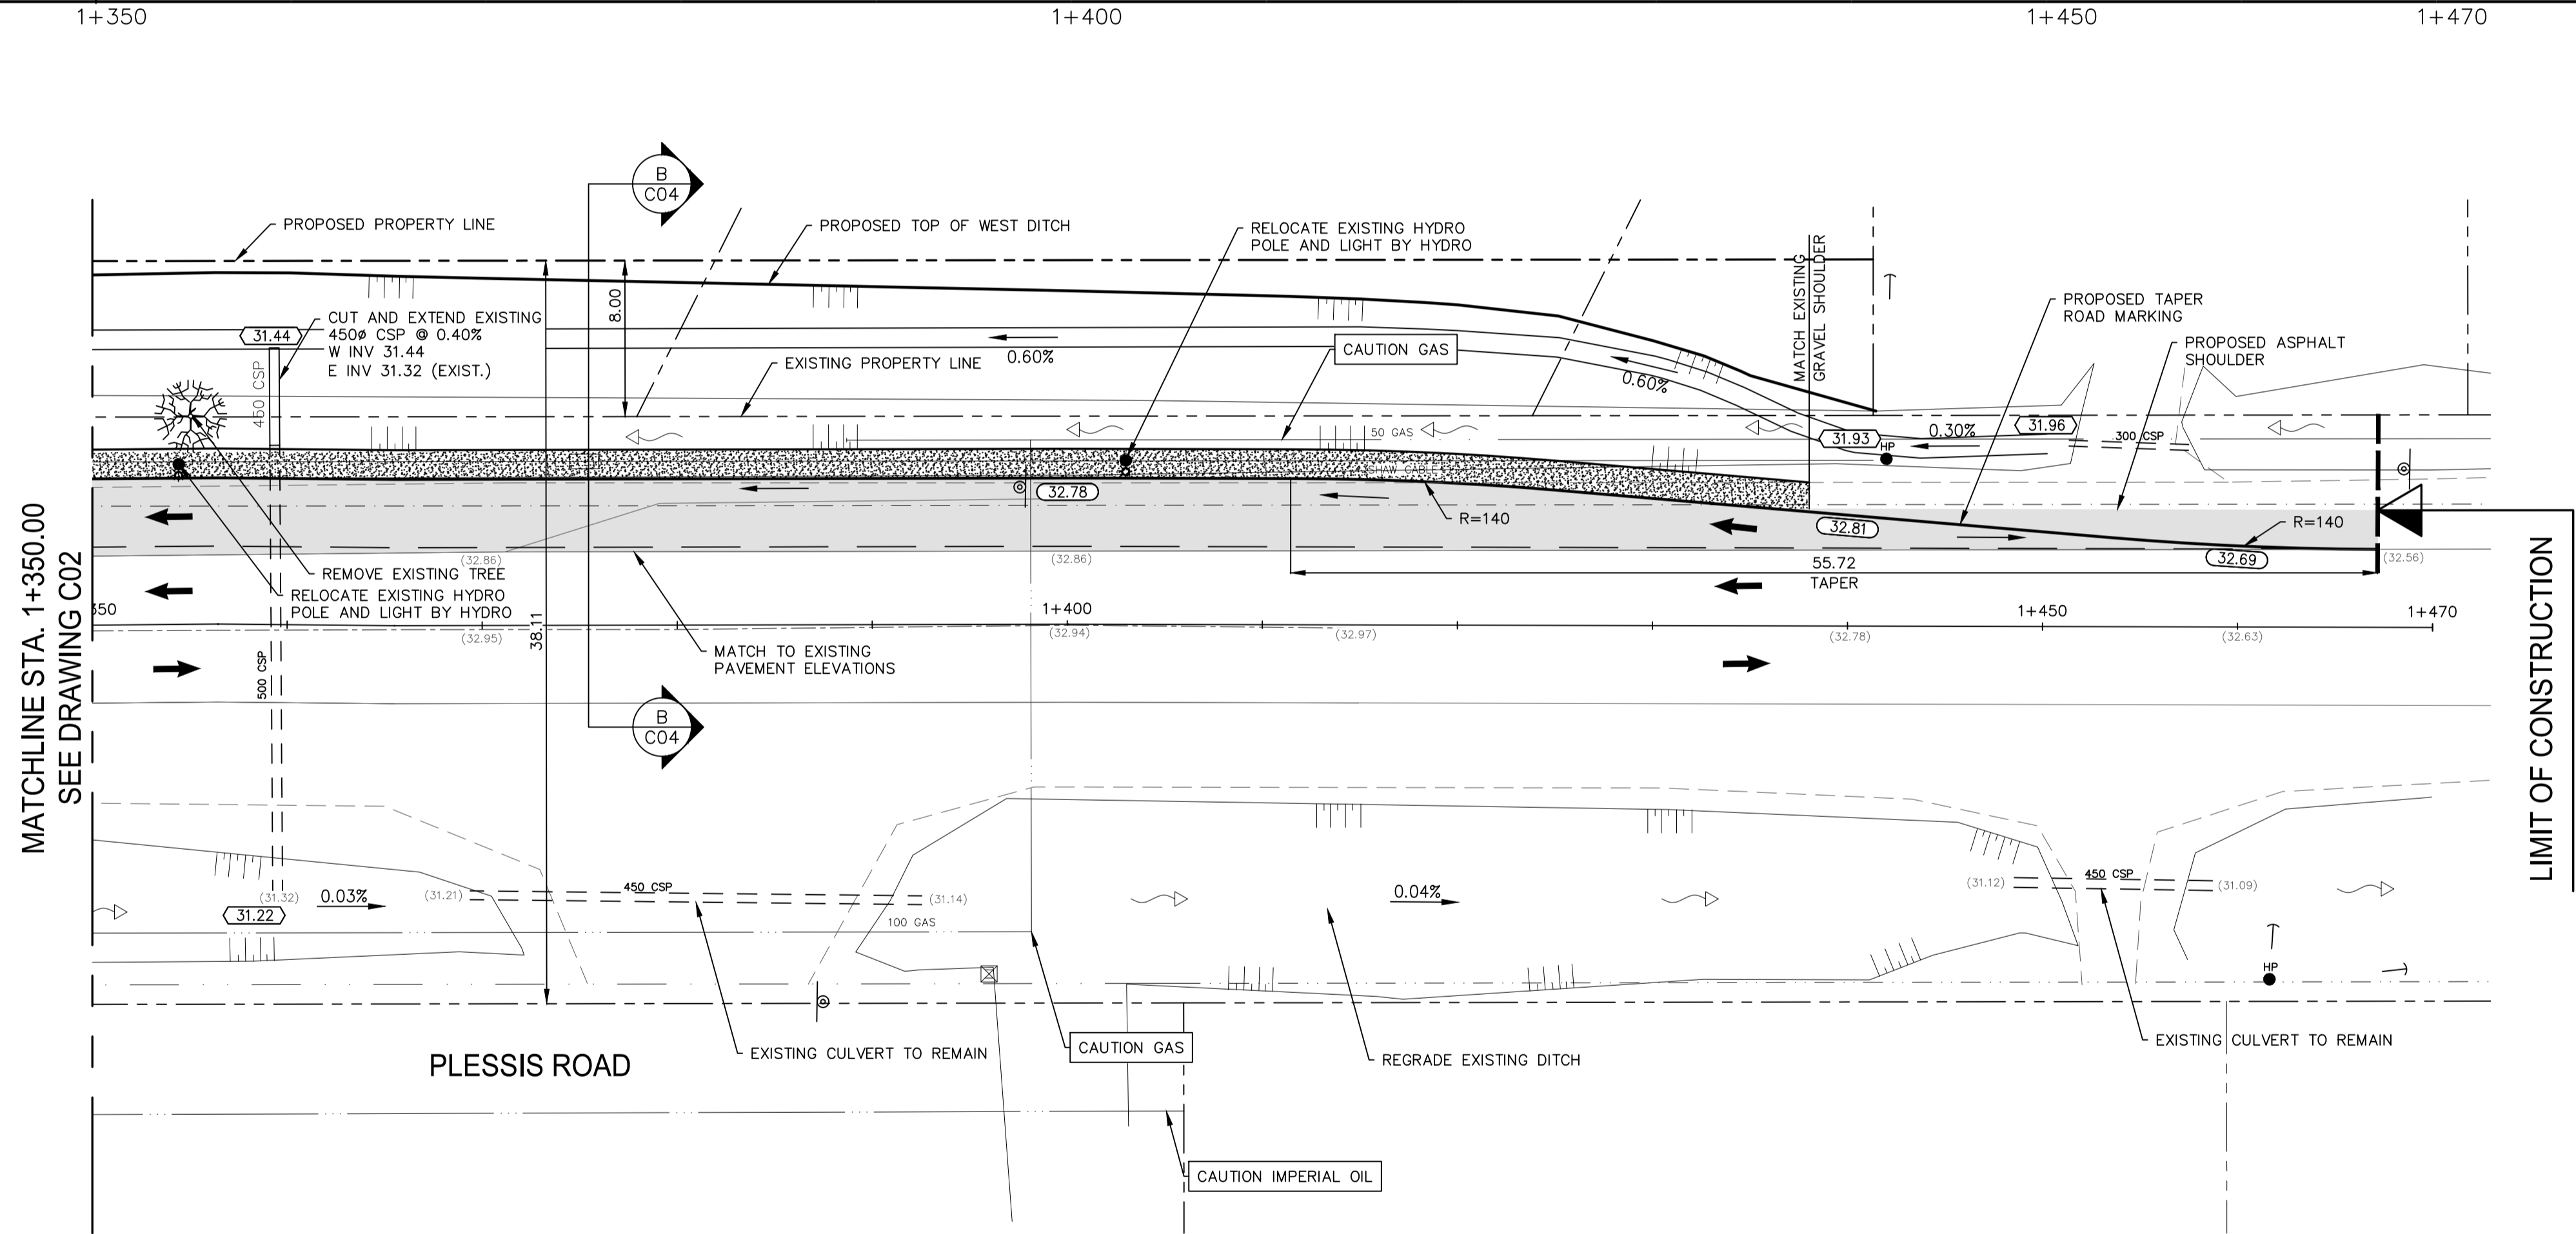 1+350
1+400
1+450
1+470
B
C04
PROPOSED PROPERTY LINE
PROPOSED TOP OF WEST DITCH
RELOCATE EXISTING HYDRO
POLE AND LIGHT BY HYDRO
MATCH EXISTING
GRAVEL SHOULDER
PROPOSED TAPER
ROAD MARKING
PROPOSED ASPHALT
SHOULDER
8.00
31.44
CUT AND EXTEND EXISTING
450ø CSP @ 0.40%
W INV 31.44
E INV 31.32 (EXIST.)
450 CSP
EXISTING PROPERTY LINE
0.60%
CAUTION GAS
0.60%
50 GAS
SHAW CABLE
31.93
HP
0.30%
31.96
300 CSP
32.78
R=140
32.81
R=140
32.69
(32.56)
(32.86)
(32.86)
55.72
TAPER
REMOVE EXISTING TREE
RELOCATE EXISTING HYDRO
POLE AND LIGHT BY HYDRO
350
1+400
1+450
1+470
(32.95)
38.11
(32.94)
(32.97)
(32.78)
(32.63)
MATCH TO EXISTING
PAVEMENT ELEVATIONS
500 CSP
B
C04
MATCHLINE STA. 1+350.00
SEE DRAWING C02
LIMIT OF CONSTRUCTION
(31.32)
31.22
0.03%
(31.21)
450 CSP
(31.14)
100 GAS
0.04%
(31.12)
450 CSP
(31.09)
HP
PLESSIS ROAD
EXISTING CULVERT TO REMAIN
CAUTION GAS
REGRADE EXISTING DITCH
EXISTING CULVERT TO REMAIN
CAUTION IMPERIAL OIL